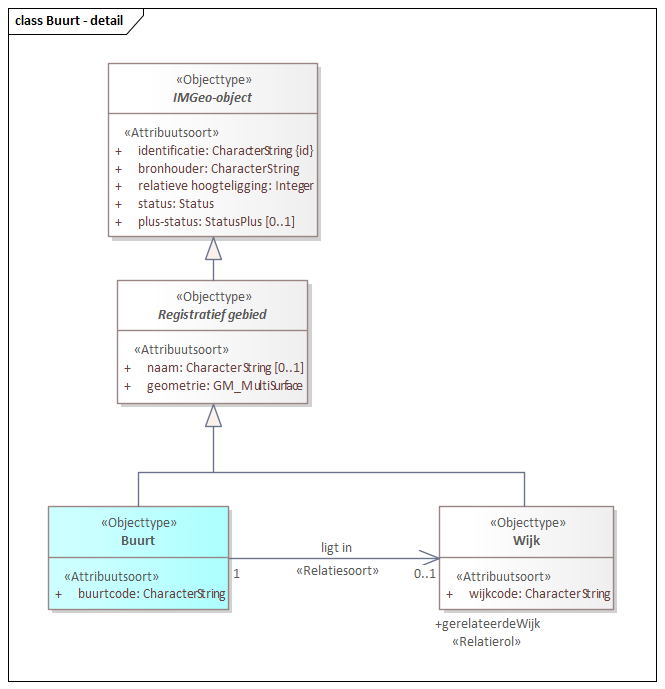 class Buurt - detail
«Objecttype»
IMGeo-object
«Attribuutsoort»
+ identificatie: CharacterString {id}
+ bronhouder: CharacterString
+ relatieve hoogteligging: Integer
+ status: Status
+ plus-status: StatusPlus [0..1]
«Objecttype»
Registratief gebied
«Attribuutsoort»
+ naam: CharacterString [0..1]
+ geometrie: GM_MultiSurface
«Objecttype»
Buurt
«Attribuutsoort»
+ buurtcode: CharacterString
ligt in
1
«Relatiesoort»
0..1
«Objecttype»
Wijk
«Attribuutsoort»
+ wijkcode: CharacterString
+gerelateerdeWijk
«Relatierol»